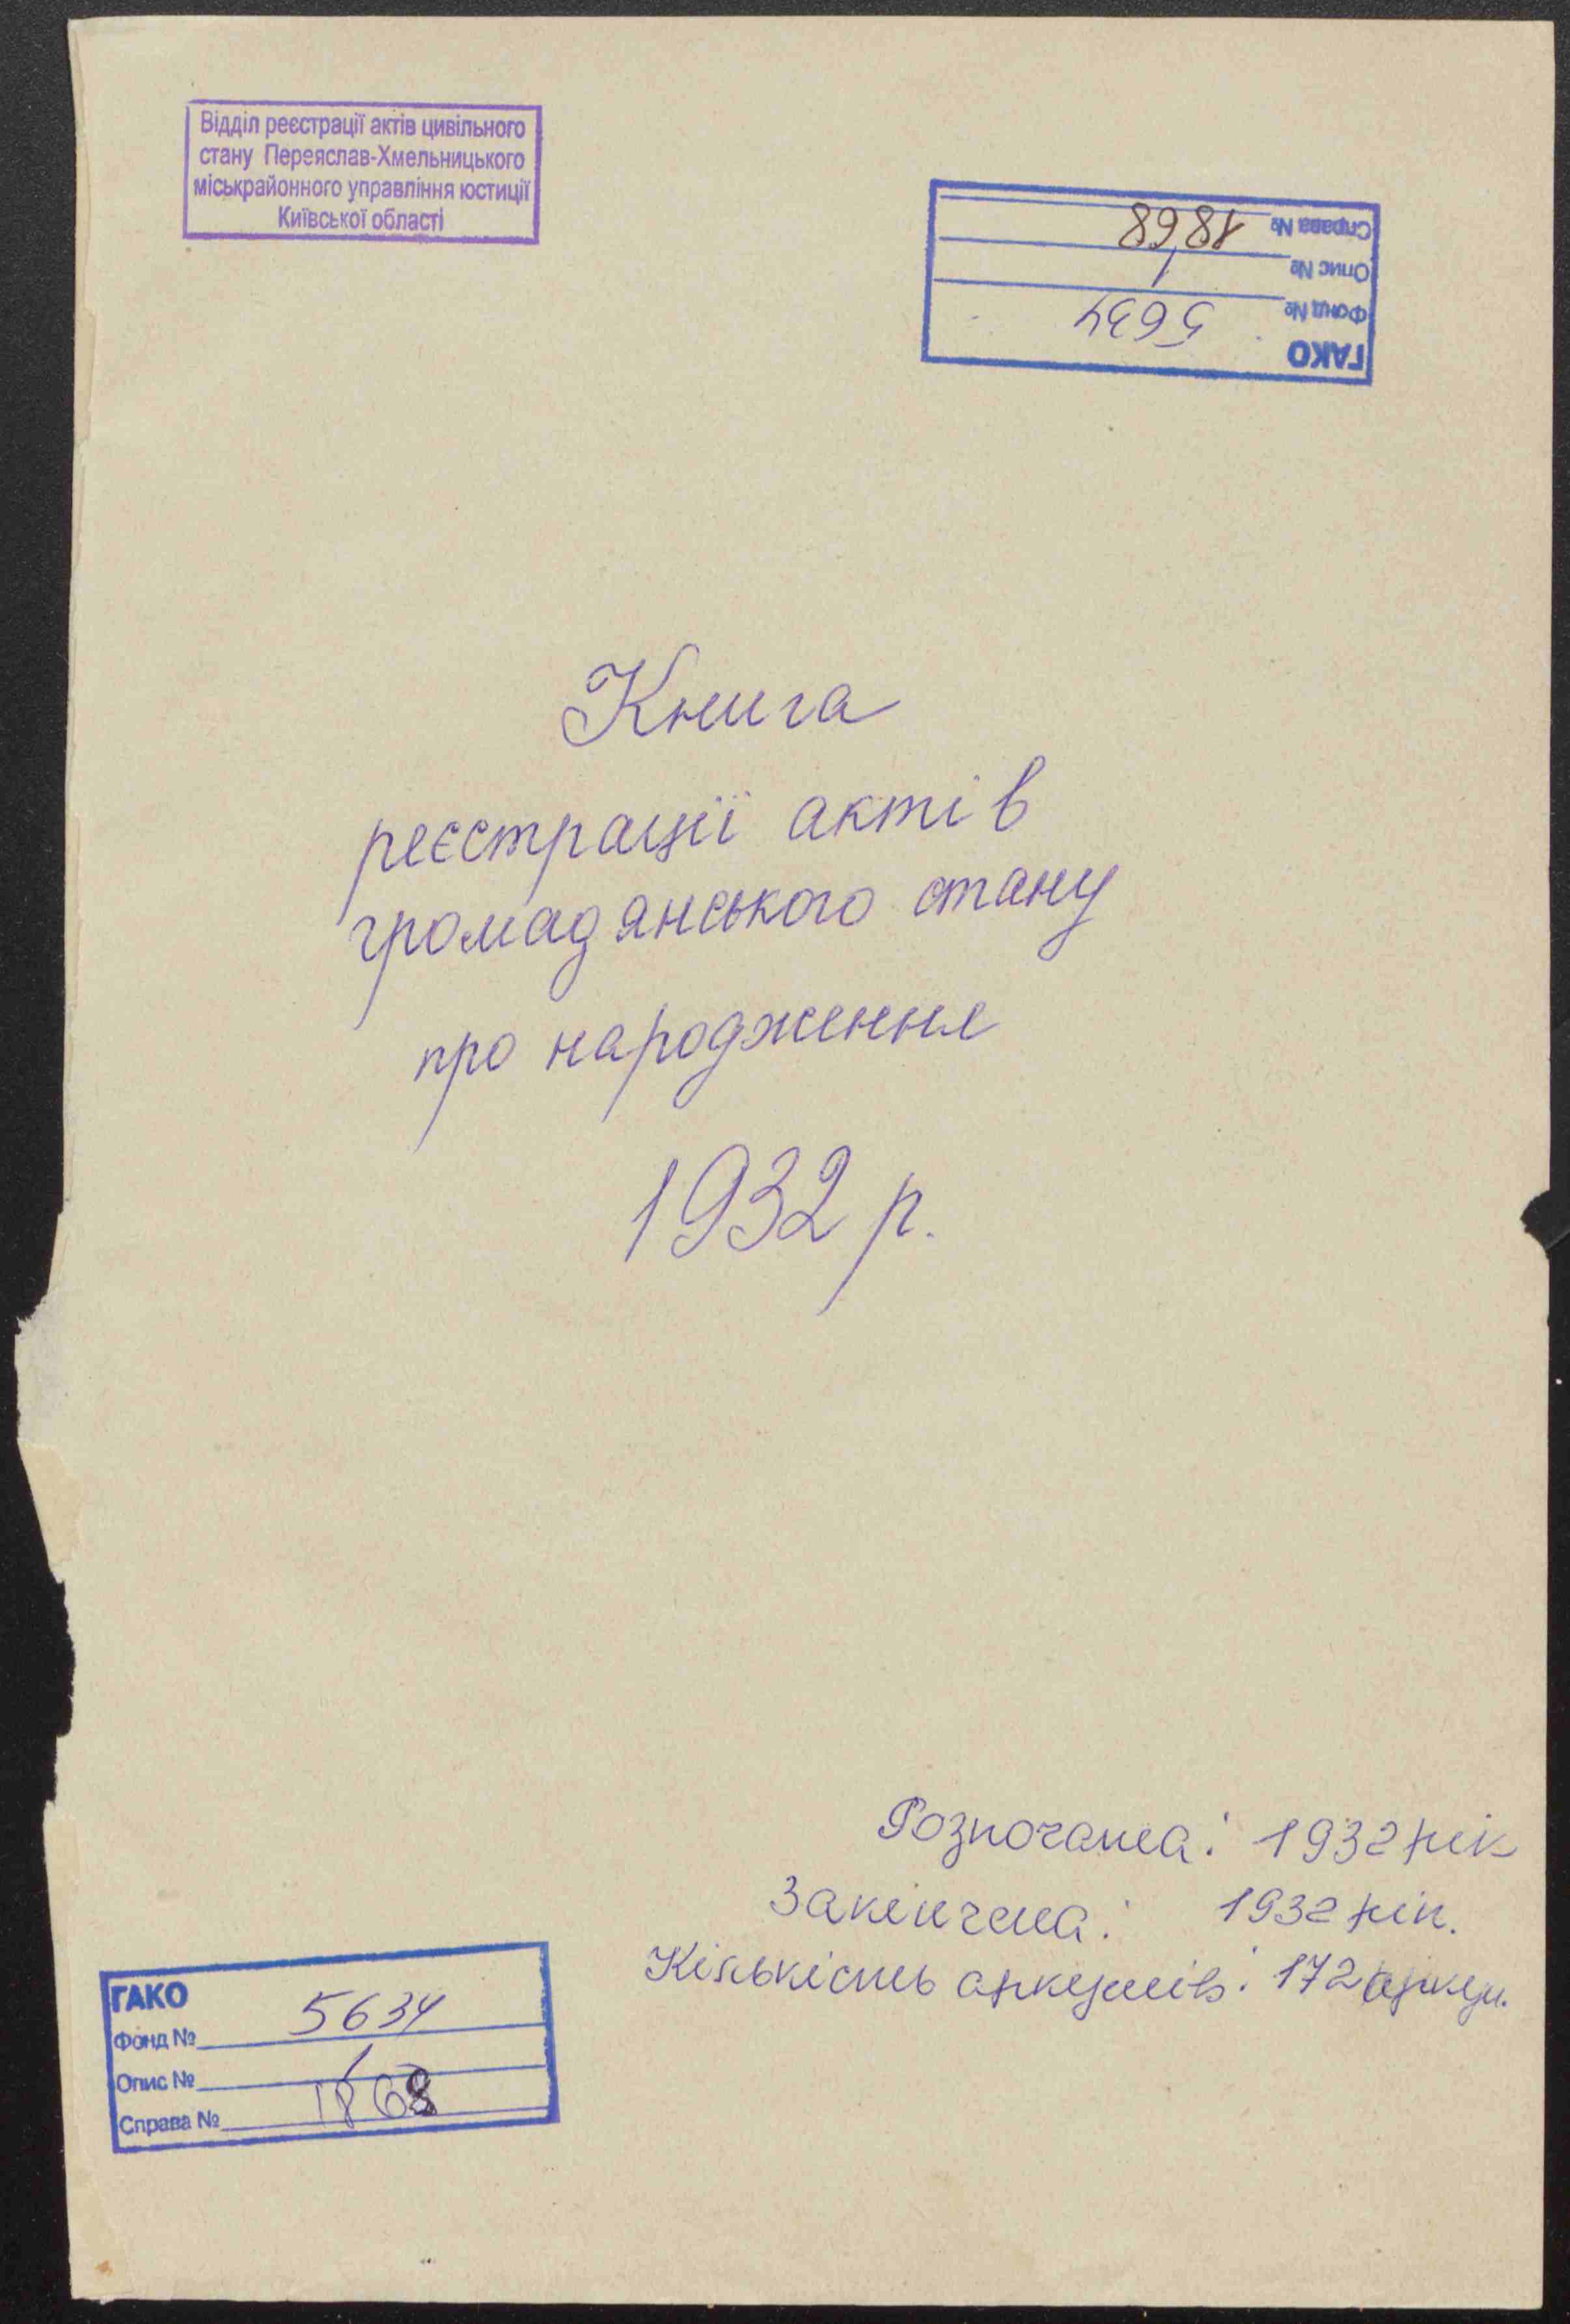 Відділ реєстрації актів цивільного
стану Переяслав-Хмельницького
міськрайонного управління юстиції
Київської області
ГАКО
Фонд № 5634
Опис № 1
Справа № 1868
Книга
реєстрації актів
громадянського стану
про народження
1932 р.
Розпочата: 1932 рік
Закінчена: 1932 рік.
Кількість аркушів: 172 аркуш.
ГАКО
Фонд № 5634
Опис № 1
Справа № 1868